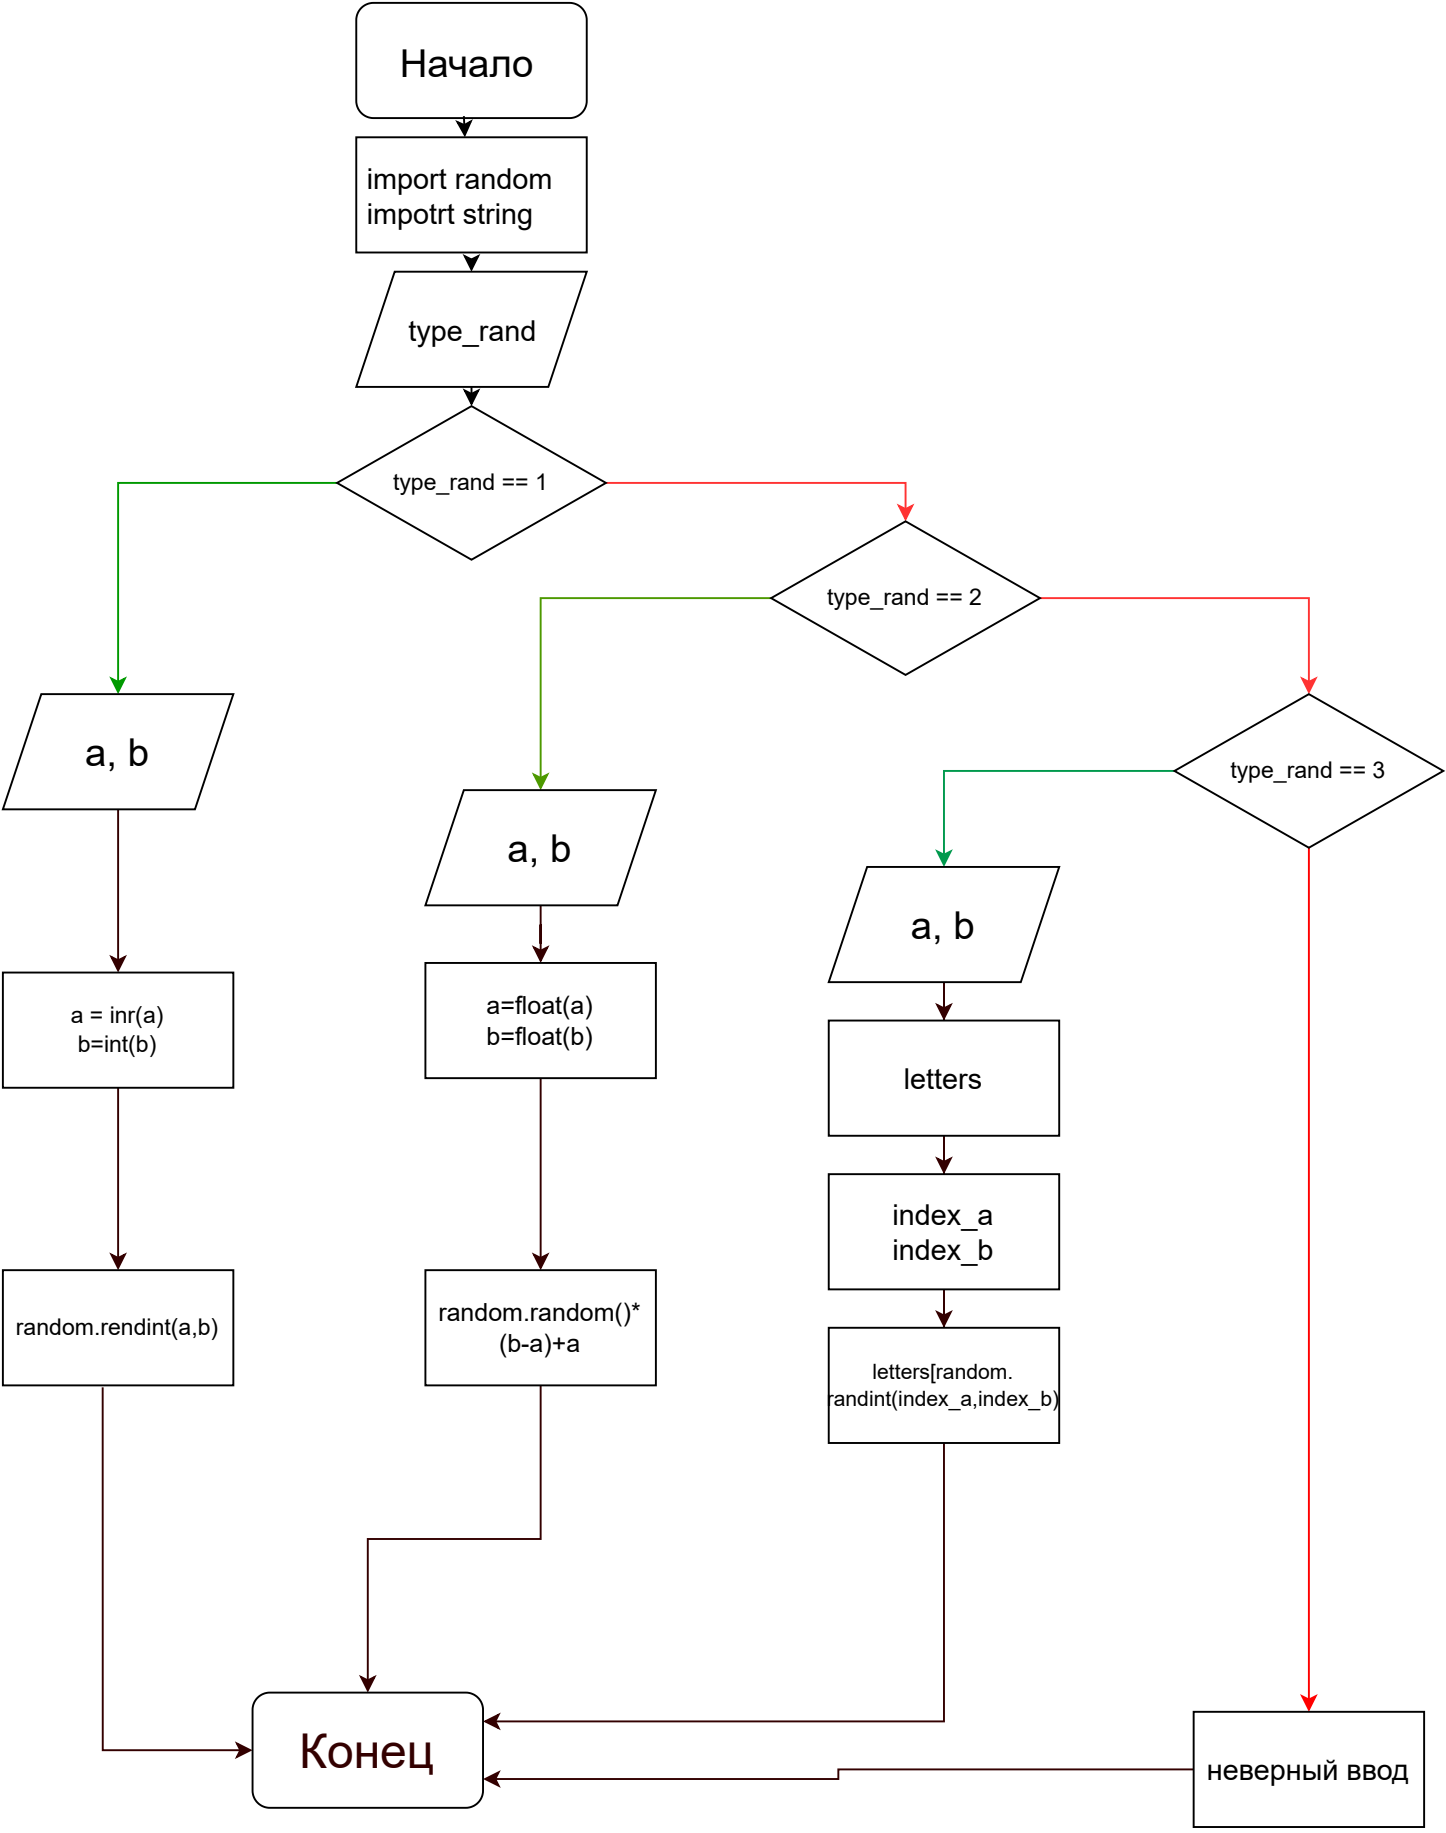 Начало
import random
impotrt string
type_rand
type_rand == 1
type_rand == 2
type_rand == 3
a, b
a, b
a, b
a = inr(a)
b=int(b)
a=float(a)
b=float(b)
letters
index_a
index_b
random.rendint(a,b)
random.random()*
(b-a)+a
letters[random.
randint(index_a,index_b)
Конец
неверный ввод